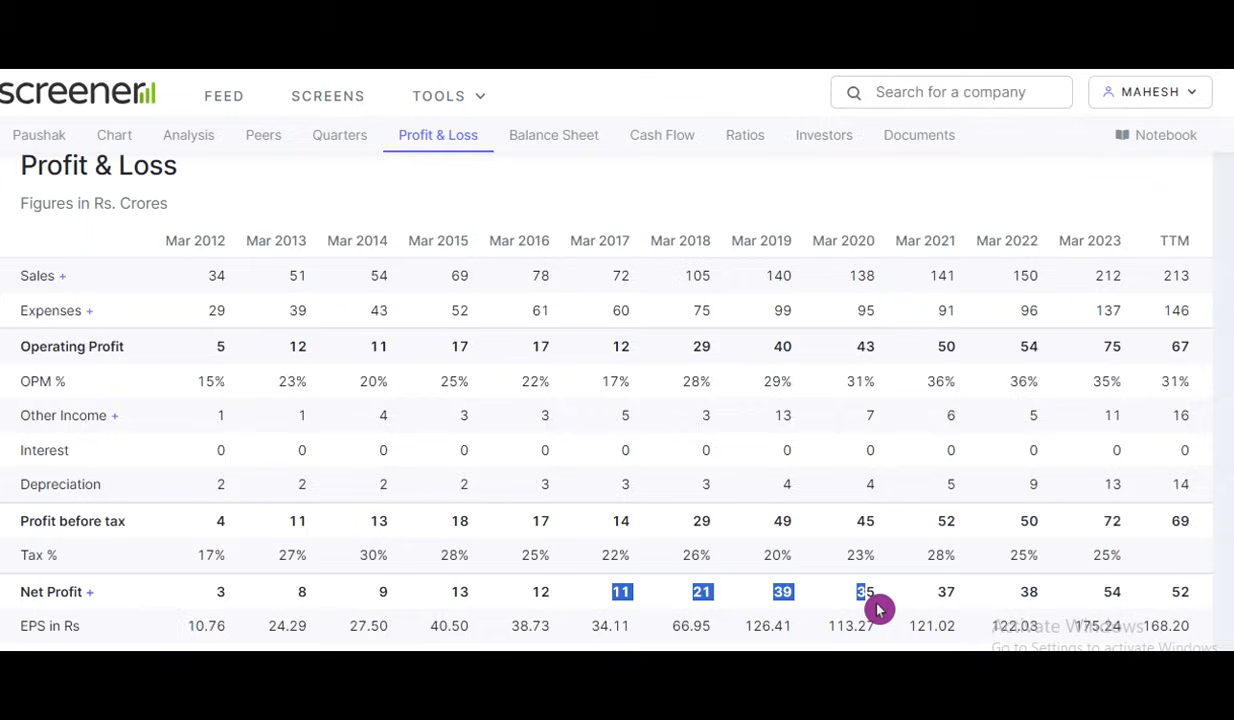 screener FEED SCREENS TOOLS Search for a company MAHESH
Paushak Chart Analysis Peers Quarters Profit & Loss Balance Sheet Cash Flow Ratios Investors Documents Notebook
Profit & Loss
Figures in Rs. Crores
Mar 2012 Mar 2013 Mar 2014 Mar 2015 Mar 2016 Mar 2017 Mar 2018 Mar 2019 Mar 2020 Mar 2021 Mar 2022 Mar 2023 TTM
Sales + 34 51 54 69 78 72 105 140 138 141 150 212 213
Expenses + 29 39 43 52 61 60 75 99 95 91 96 137 146
Operating Profit 5 12 11 17 17 12 29 40 43 50 54 75 67
OPM % 15% 23% 20% 25% 22% 17% 28% 29% 31% 36% 36% 35% 31%
Other Income + 1 1 4 3 3 5 3 13 7 6 5 11 16
Interest 0 0 0 0 0 0 0 0 0 0 0 0 0
Depreciation 2 2 2 2 3 3 3 4 4 5 9 13 14
Profit before tax 4 11 13 18 17 14 29 49 45 52 50 72 69
Tax % 17% 27% 30% 28% 25% 22% 26% 20% 23% 28% 25% 25%
Net Profit + 3 8 9 13 12 11 21 39 35 37 38 54 52
EPS in Rs 10.76 24.29 27.50 40.50 38.73 34.11 66.95 126.41 113.27 121.02 122.03 175.24 168.20
Activate Windows
Go to Settings to activate Windows.